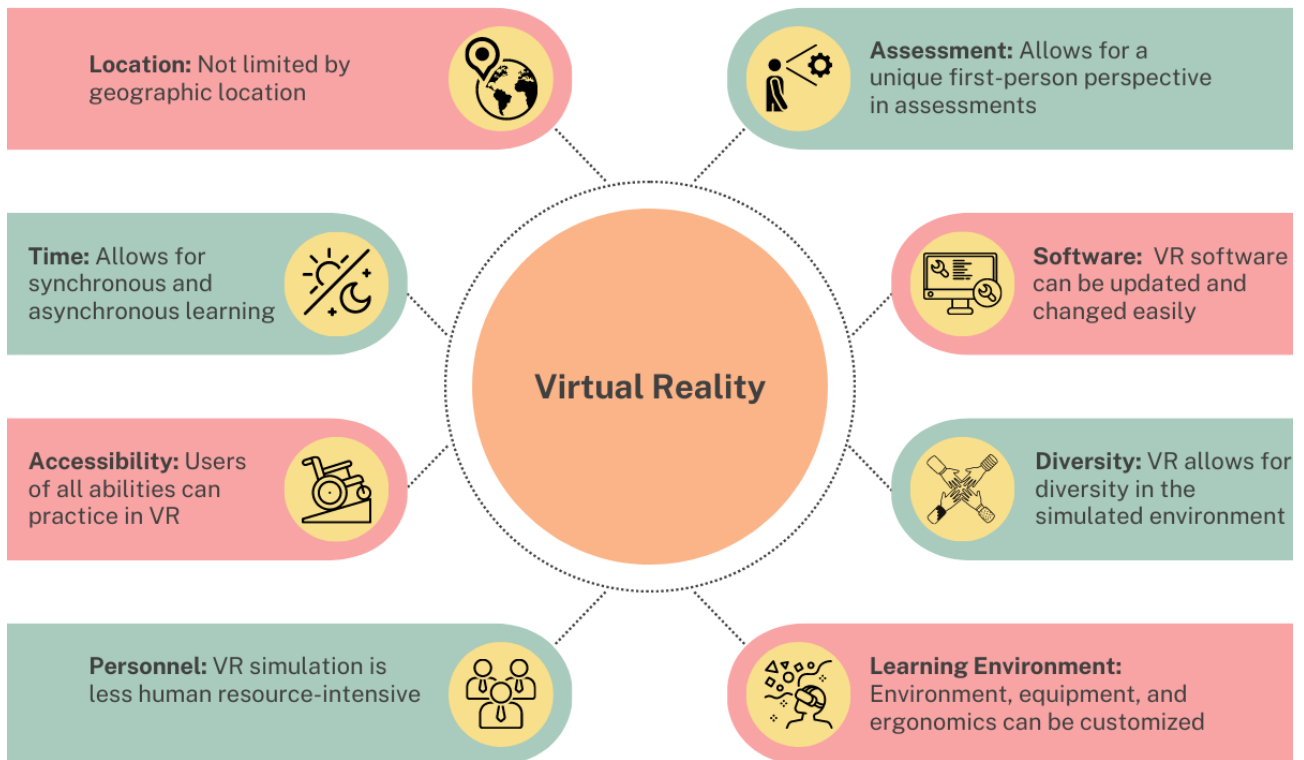 Location: Not limited by
geographic location
Assessment: Allows for a
unique first-person perspective
in assessments
Time: Allows for
synchronous and
asynchronous learning
Software: VR software
can be updated and
changed easily
Virtual Reality
Accessibility: Users
of all abilities can
practice in VR
Diversity: VR allows for
diversity in the
simulated environment
Personnel: VR simulation is
less human resource-intensive
Learning Environment:
Environment, equipment, and
ergonomics can be customized